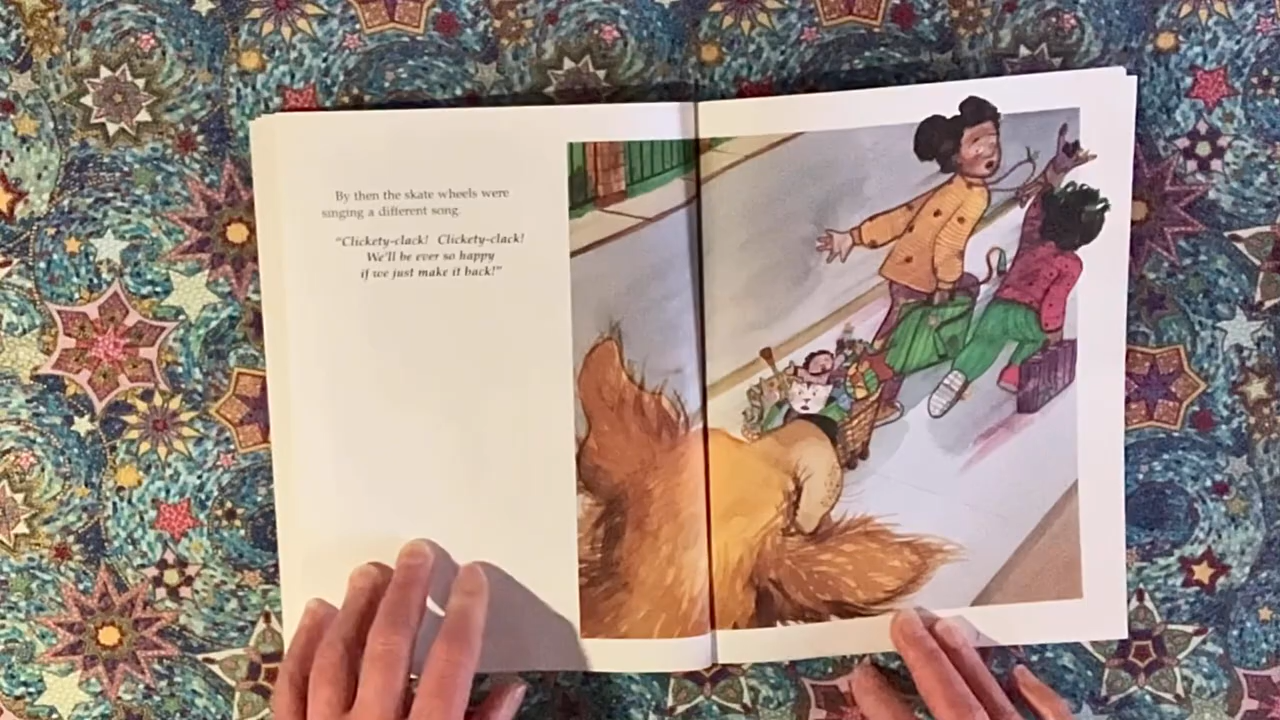 By then the skate wheels were
singing a different song.
“Clickety-clack! Clickety-clack!
We’ll be ever so happy
if we just make it back!”